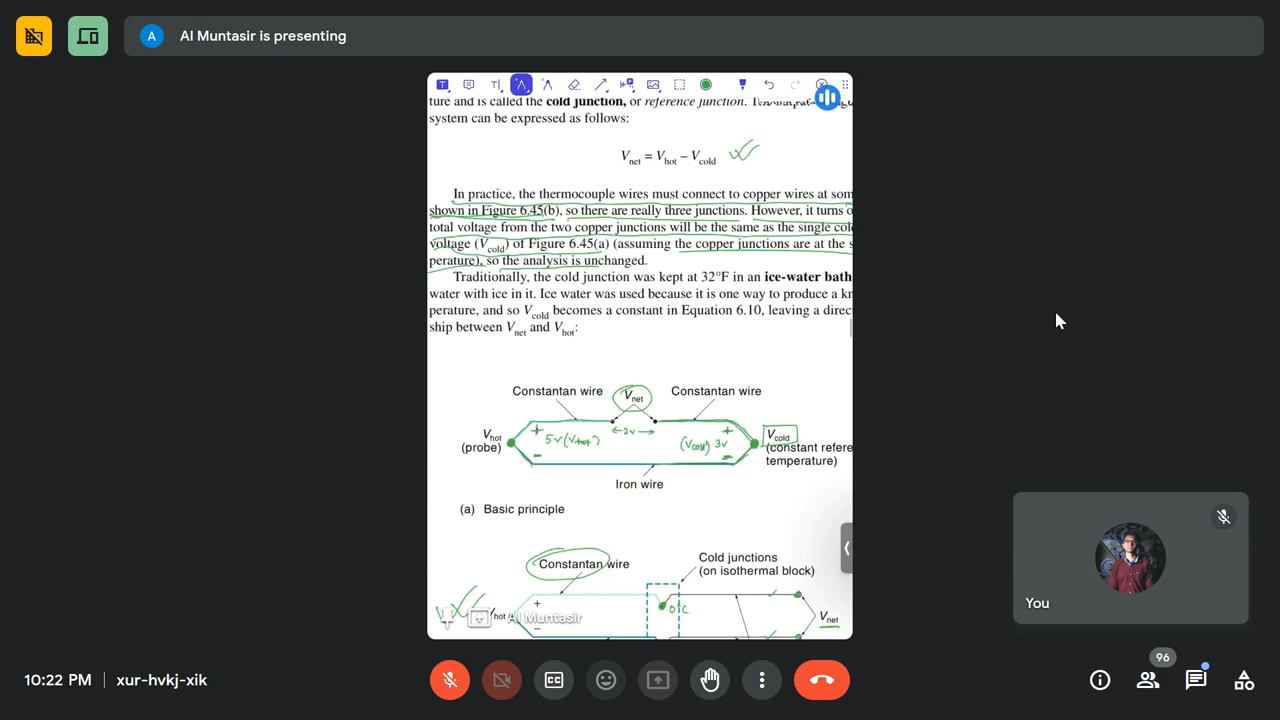 A Al Muntasir is presenting
ture and is called the cold junction, or reference junction.
system can be expressed as follows:
Vnet = Vhot – Vcold
In practice, the thermocouple wires must connect to copper wires at som
shown in Figure 6.45(b), so there are really three junctions. However, it turns o
total voltage from the two copper junctions will be the same as the single col
voltage (Vcold) of Figure 6.45(a) (assuming the copper junctions are at the s
perature), so the analysis is unchanged.
Traditionally, the cold junction was kept at 32°F in an ice-water bath
water with ice in it. Ice water was used because it is one way to produce a kn
perature, and so Vcold becomes a constant in Equation 6.10, leaving a direc
ship between Vnet and Vhot:
Constantan wire Vnet Constantan wire
Vhot + 5v (Vhot) ←2v→ (Vcold) 3v + Vcold
(probe) – – (constant refere
temperature)
Iron wire
(a) Basic principle
Constantan wire
Cold junctions
(on isothermal block)
+ 0°C
hot Vnet
–
Al Muntasir
You
96
10:22 PM | xur-hvkj-xik
CC